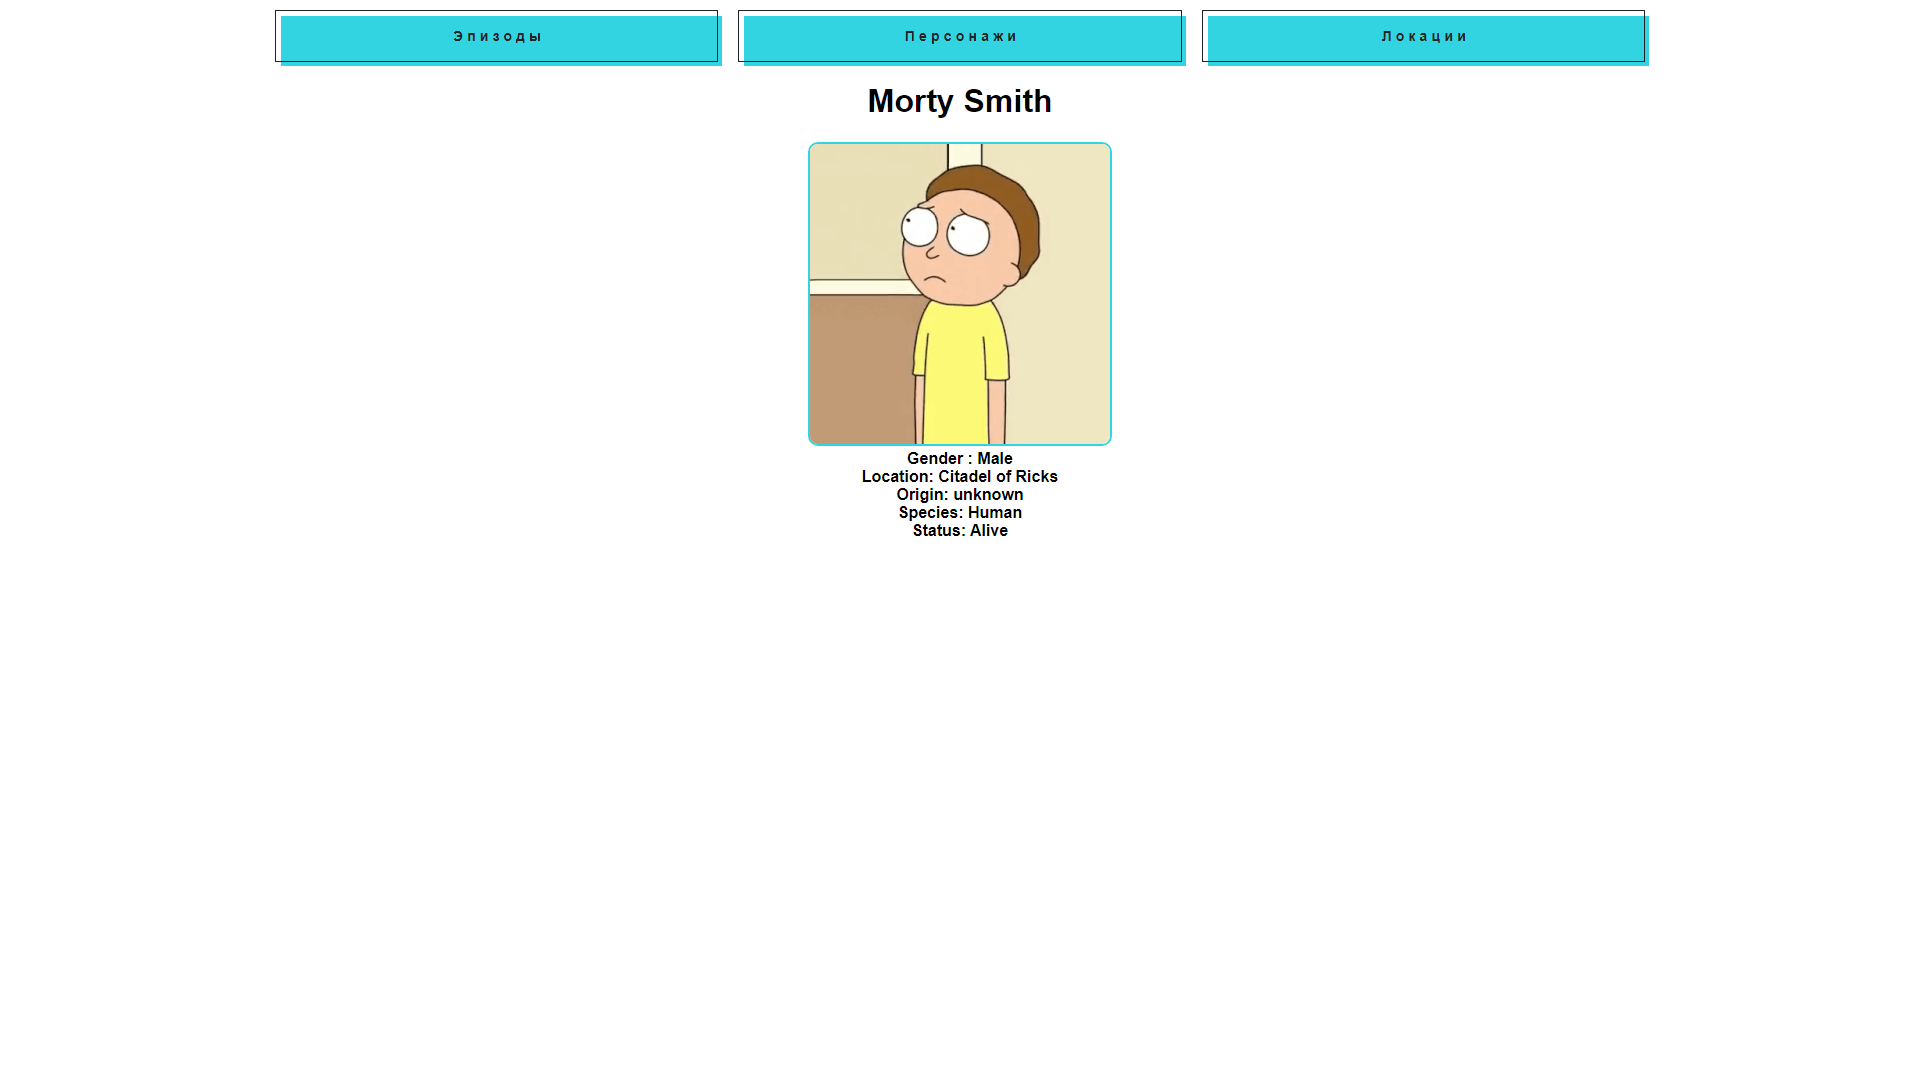 Эпизоды
Персонажи
Локации
Morty Smith
Gender : Male
Location: Citadel of Ricks
Origin: unknown
Species: Human
Status: Alive